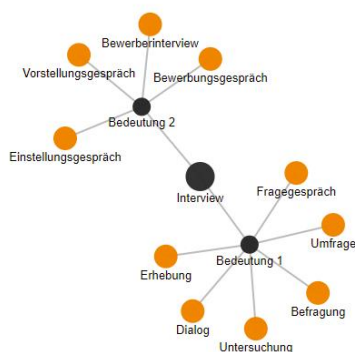 Bewerberinterview
Vorstellungsgespräch
Bewerbungsgespräch
Bedeutung 2
Einstellungsgespräch
Interview
Fragegespräch
Umfrage
Bedeutung 1
Erhebung
Befragung
Dialog
Untersuchung